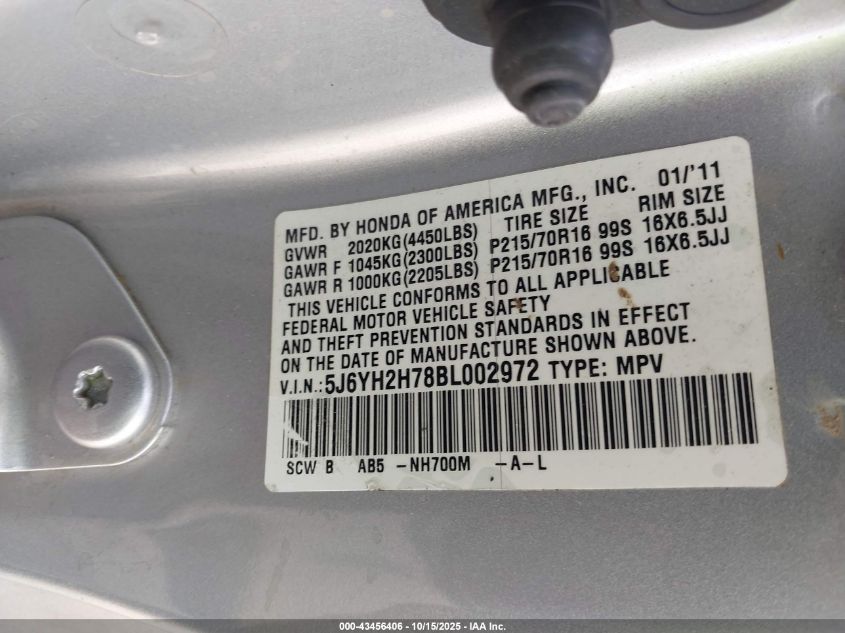 MFD. BY HONDA OF AMERICA MFG., INC. 01/'11
GVWR 2020KG(4450LBS) TIRE SIZE RIM SIZE
GAWR F 1045KG(2300LBS) P215/70R16 99S 16X6.5JJ
GAWR R 1000KG(2205LBS) P215/70R16 99S 16X6.5JJ
THIS VEHICLE CONFORMS TO ALL APPLICABLE
FEDERAL MOTOR VEHICLE SAFETY
AND THEFT PREVENTION STANDARDS IN EFFECT
ON THE DATE OF MANUFACTURE SHOWN ABOVE.
V.I.N.:5J6YH2H78BL002972 TYPE: MPV
SCW B AB5 -NH700M -A-L
000-43456406 - 10/15/2025 - IAA Inc.